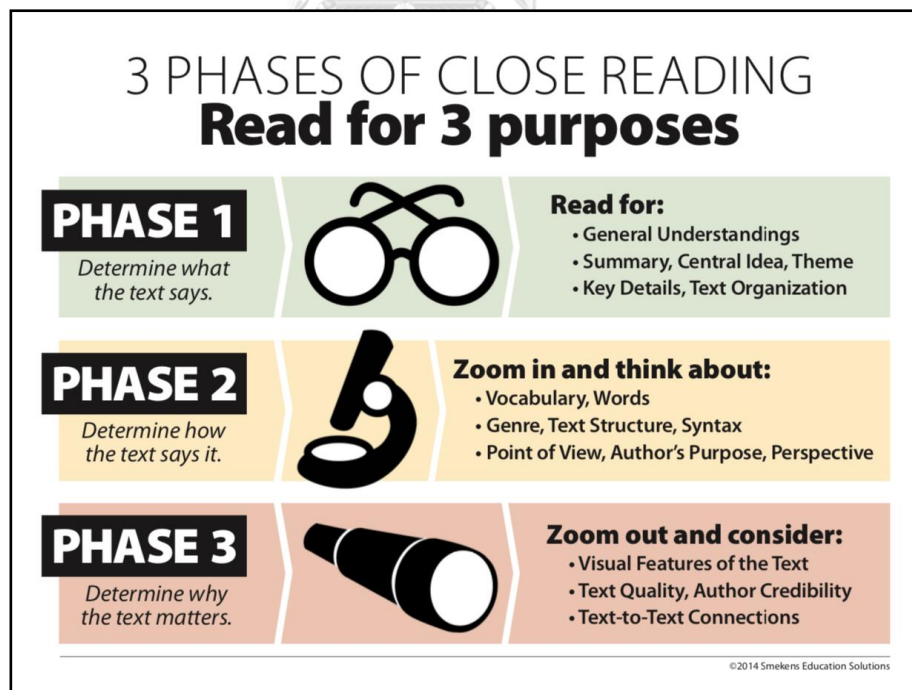 3 PHASES OF CLOSE READING
Read for 3 purposes
PHASE 1
Determine what
the text says.
Read for:
• General Understandings
• Summary, Central Idea, Theme
• Key Details, Text Organization
PHASE 2
Determine how
the text says it.
Zoom in and think about:
• Vocabulary, Words
• Genre, Text Structure, Syntax
• Point of View, Author's Purpose, Perspective
PHASE 3
Determine why
the text matters.
Zoom out and consider:
• Visual Features of the Text
• Text Quality, Author Credibility
• Text-to-Text Connections
©2014 Smekens Education Solutions